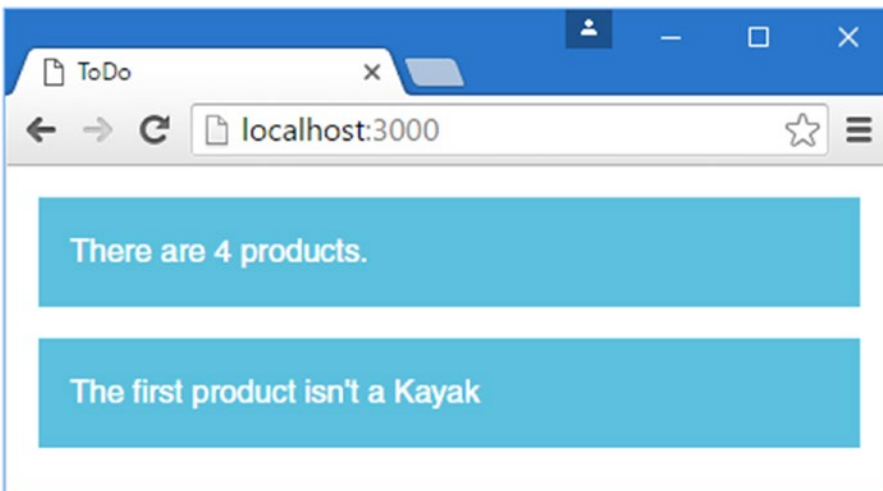 ToDo
localhost:3000
There are 4 products.
The first product isn't a Kayak